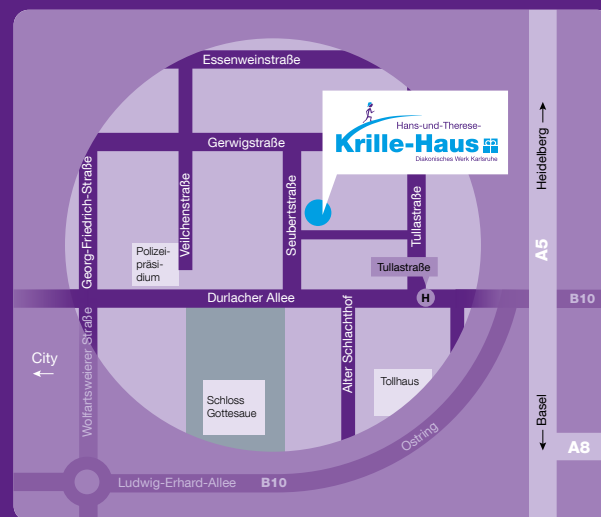 Essenweinstraße
Hans-und-Therese-
Krille-Haus
Diakonisches Werk Karlsruhe
Gerwigstraße
Georg-Friedrich-Straße
Veilchenstraße
Seubertstraße
Tullastraße
Heidelberg
A5
Polizei-
präsi-
dium
Tullastraße
H
Durlacher Allee
B10
City
Wolfartsweierer Straße
Schloss
Gottesaue
Alter Schlachthof
Tollhaus
Ostring
Basel
A8
Ludwig-Erhard-Allee
B10